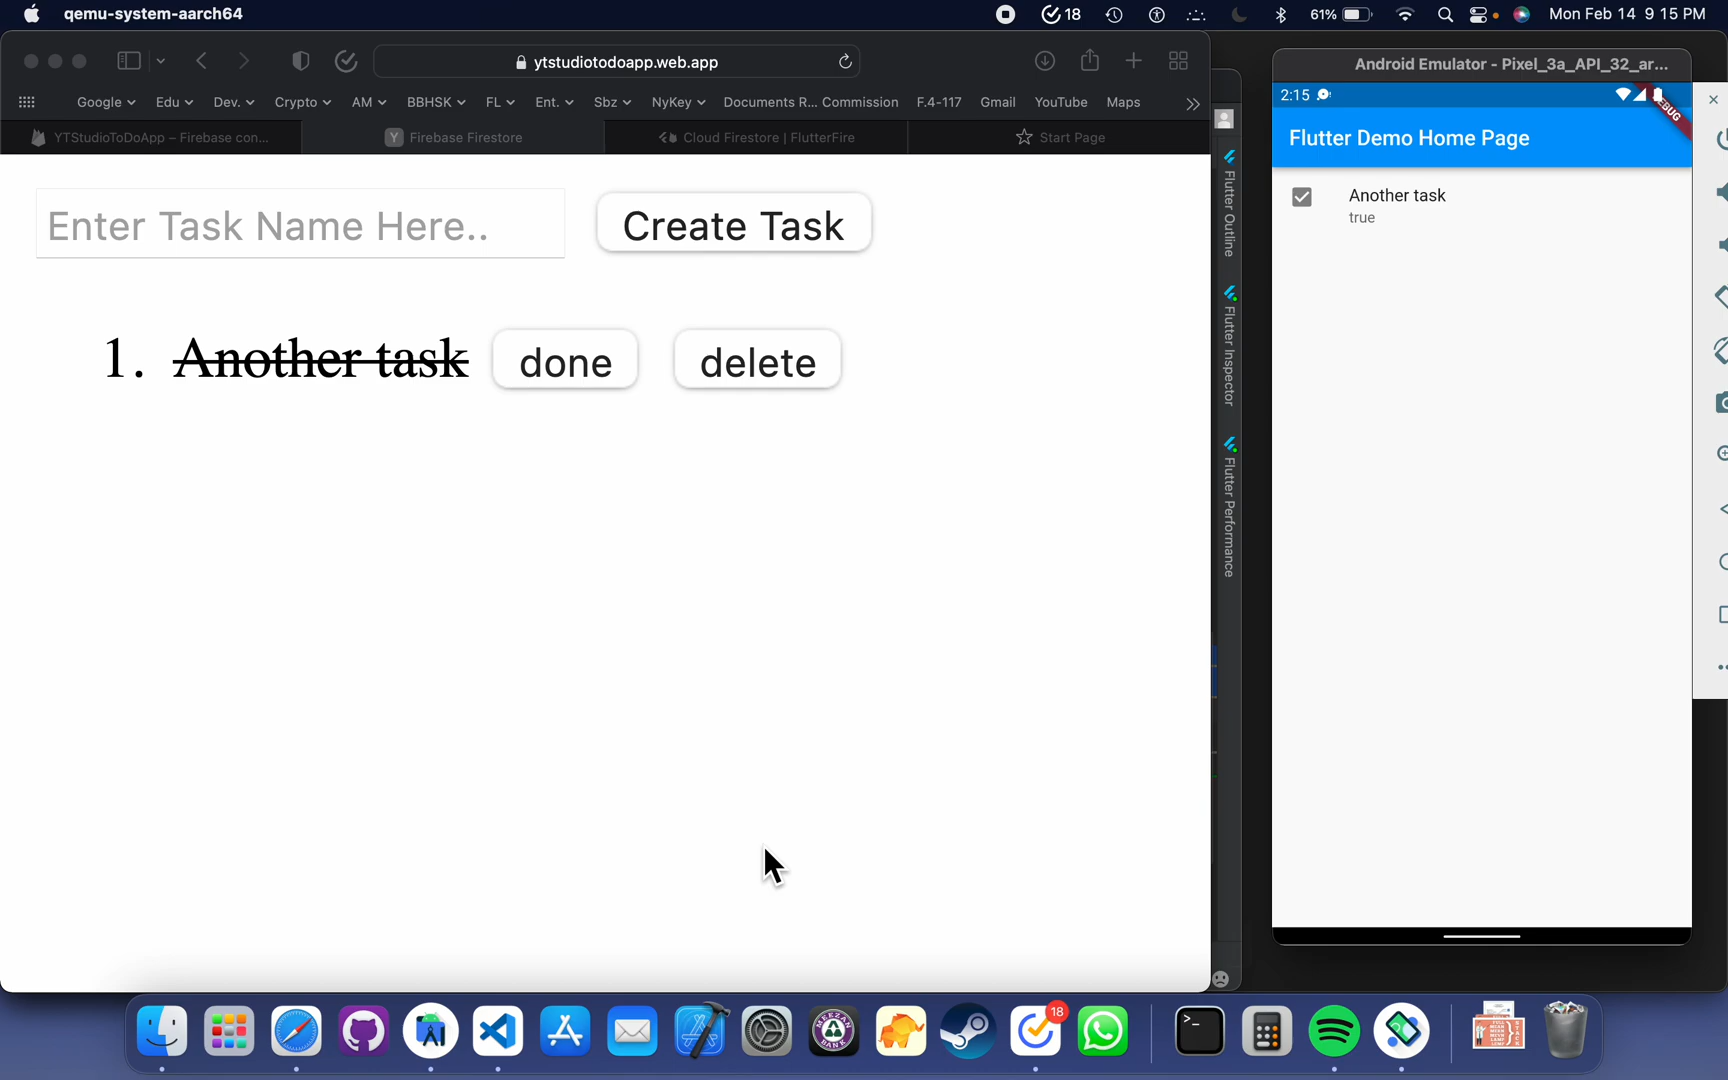 qemu-system-aarch64
18
61%
Mon Feb 14 9 15 PM
ytstudiotodoapp.web.app
Google
Edu
Dev.
Crypto
AM
BBHSK
FL
Ent.
Sbz
NyKey
Documents R... Commission
F.4-117
Gmail
YouTube
Maps
YTStudioToDoApp – Firebase con...
Y
Firebase Firestore
Cloud Firestore | FlutterFire
Start Page
Enter Task Name Here..
Create Task
1. Another task
done
delete
Flutter Outline
Flutter Inspector
Flutter Performance
Android Emulator - Pixel_3a_API_32_ar...
2:15
Flutter Demo Home Page
Another task
true
MEEZAN
BANK
18